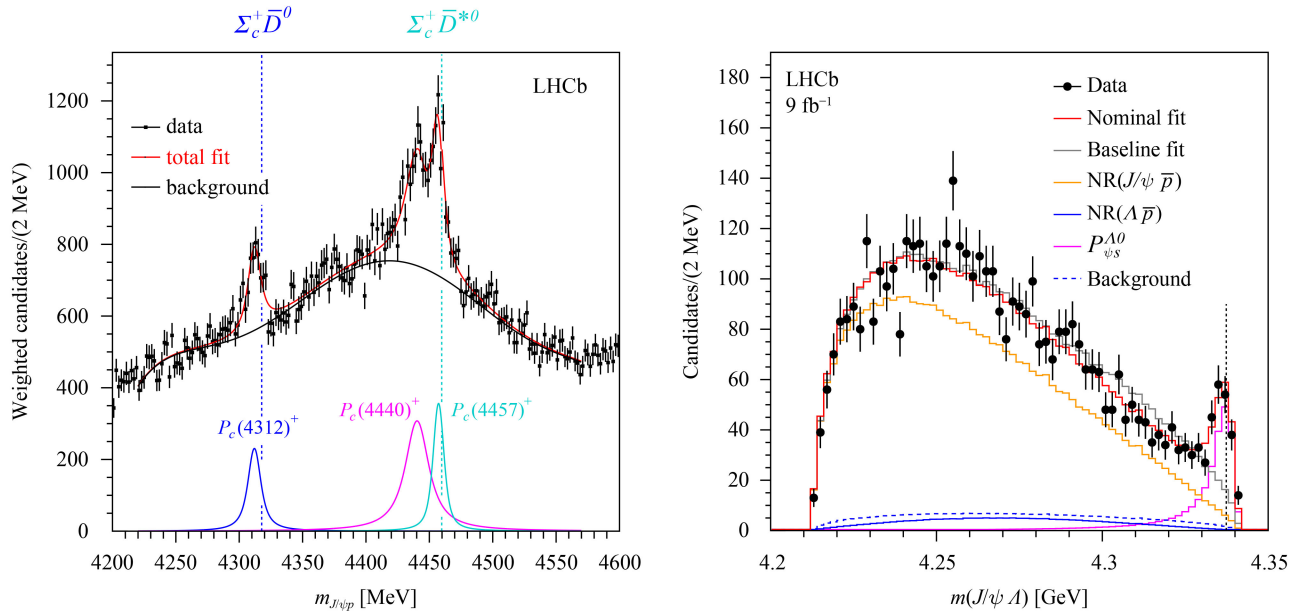 Σc+D̅0
Σc+D̅*0
LHCb
data
total fit
background
Pc(4312)+
Pc(4440)+
Pc(4457)+
Weighted candidates/(2 MeV)
0
200
400
600
800
1000
1200
4200
4250
4300
4350
4400
4450
4500
4550
4600
mJ/ψp [MeV]
LHCb
9 fb−1
Data
Nominal fit
Baseline fit
NR(J/ψ p̅)
NR(Λ p̅)
PψsΛ0
Background
Candidates/(2 MeV)
0
20
40
60
80
100
120
140
160
180
4.2
4.25
4.3
4.35
m(J/ψ Λ) [GeV]